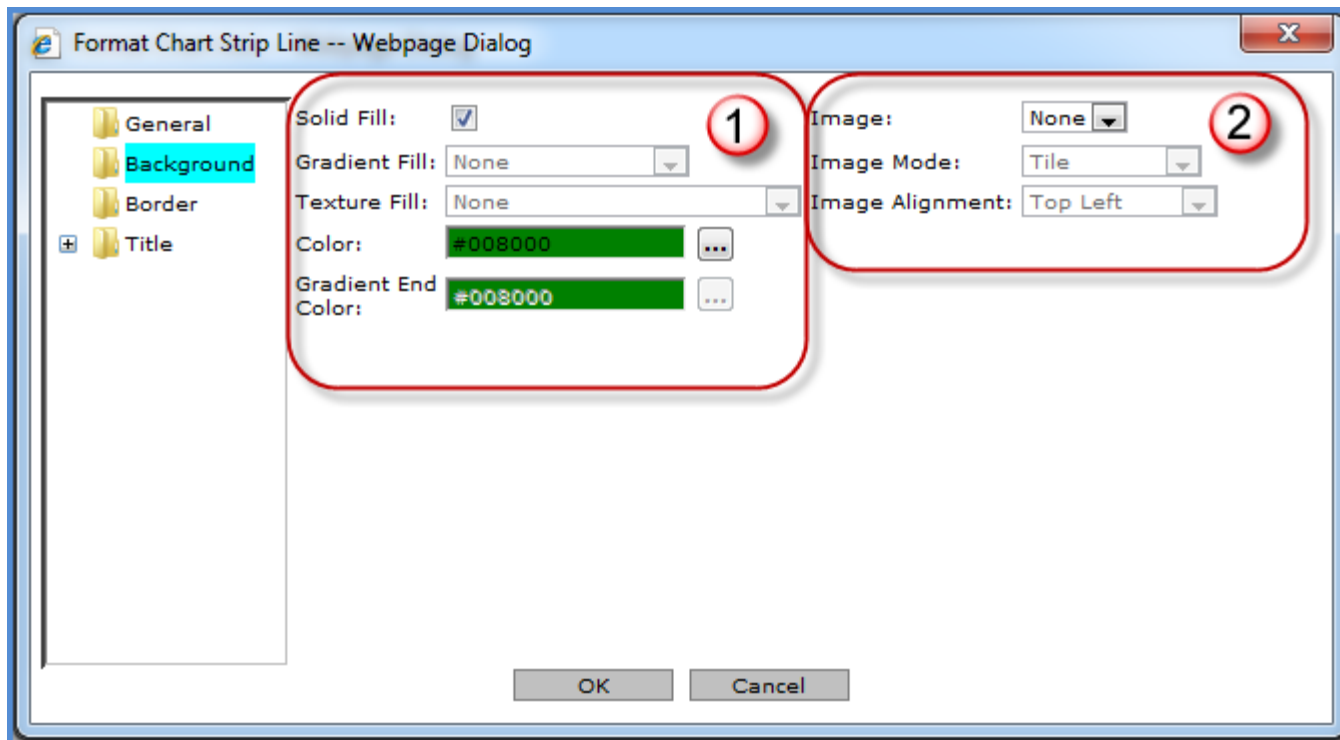 Format Chart Strip Line -- Webpage Dialog
General
Background
Border
Title
Solid Fill:
Gradient Fill: None
Texture Fill: None
Color: #008000 ...
Gradient End
Color: #008000 ...
1
Image: None
Image Mode: Tile
Image Alignment: Top Left
2
OK Cancel